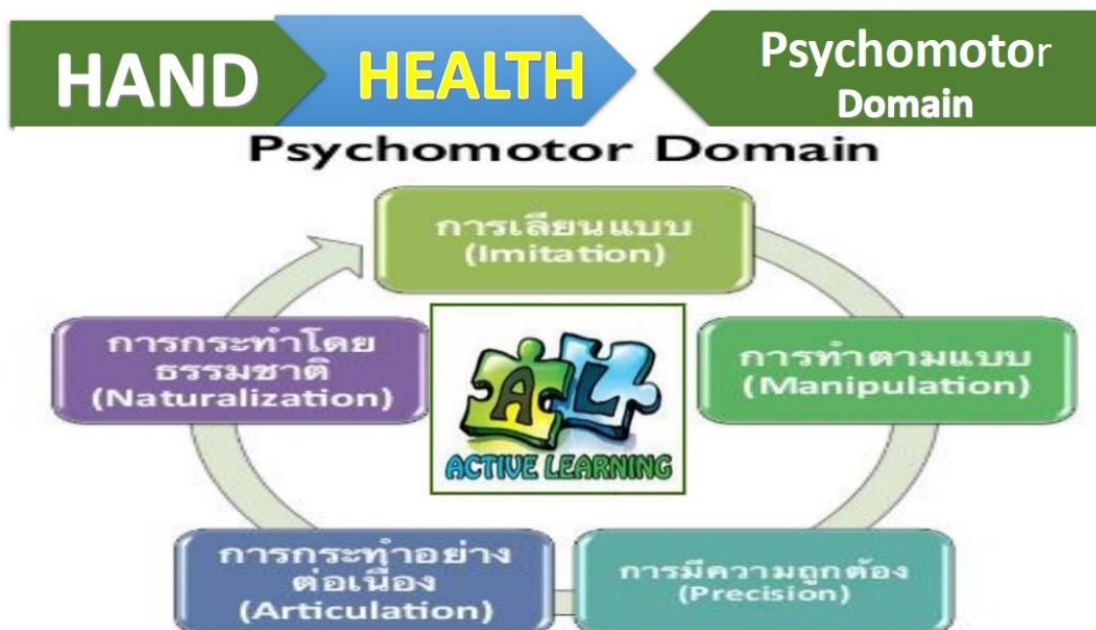 HAND
HEALTH
Psychomotor
Domain
Psychomotor Domain
การเลียนแบบ
(Imitation)
การทำตามแบบ
(Manipulation)
การมีความถูกต้อง
(Precision)
การกระทำอย่าง
ต่อเนื่อง
(Articulation)
การกระทำโดย
ธรรมชาติ
(Naturalization)
A L
ACTIVE LEARNING